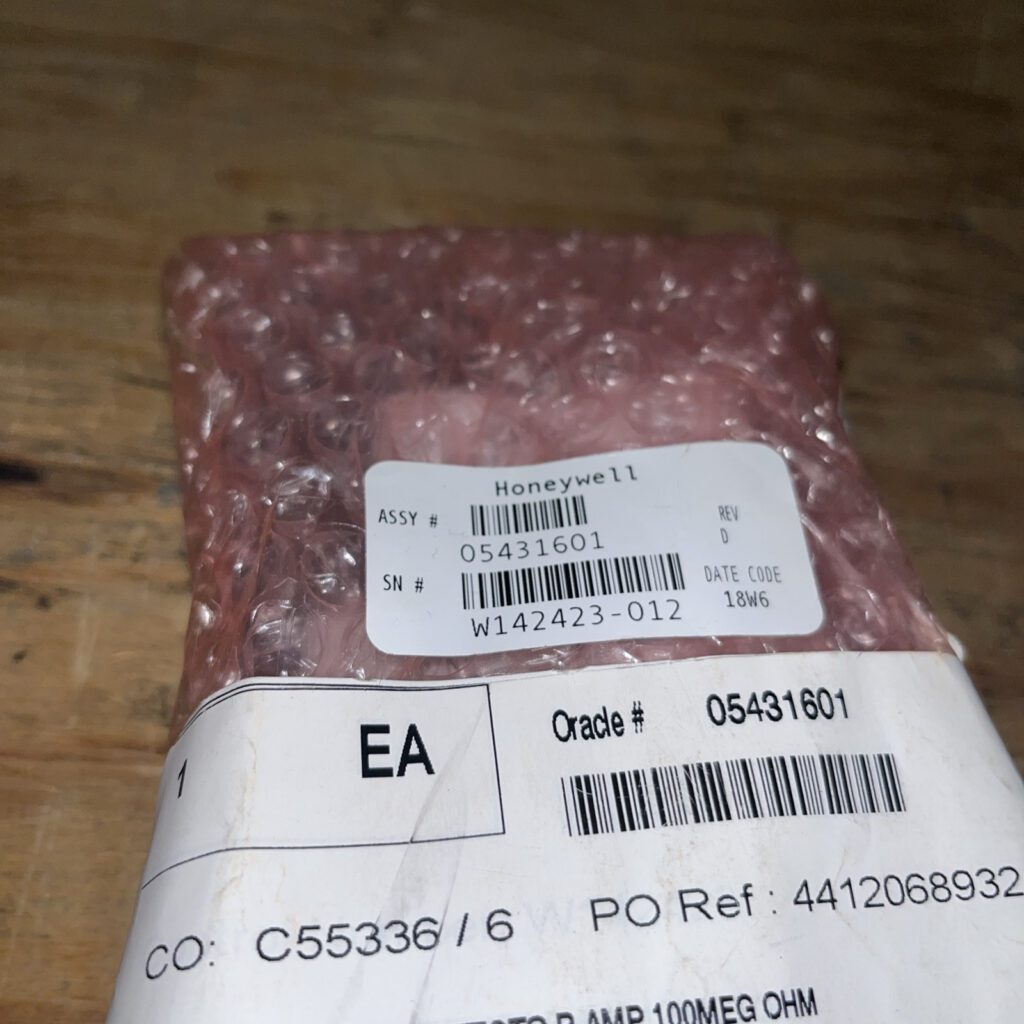 Honeywell
ASSY #
05431601
REV
D
SN #
W142423-012
DATE CODE
18W6
1 EA
Oracle # 05431601
CO: C55336 / 6 PO Ref : 4412068932
AMP 100MEG OHM